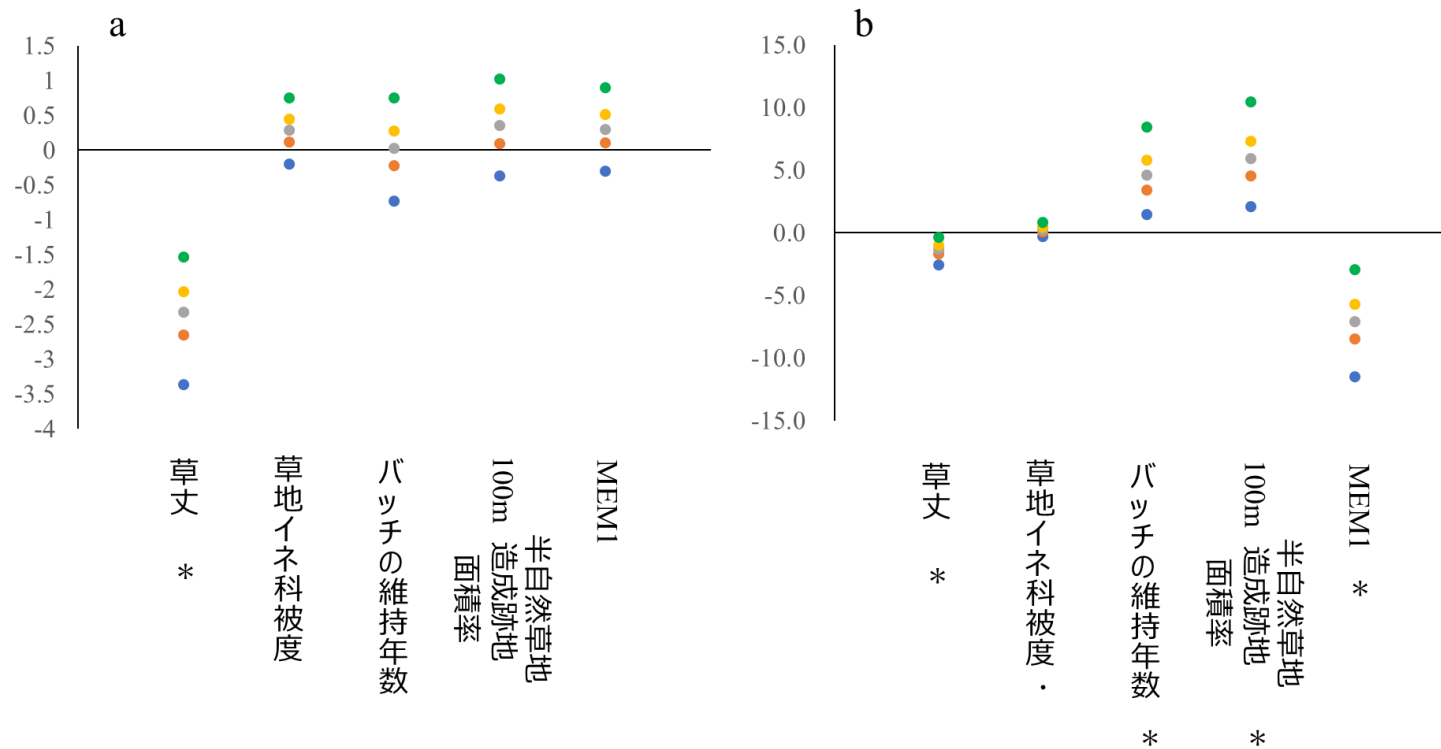 a
1.5
1
0.5
0
-0.5
-1
-1.5
-2
-2.5
-3
-3.5
-4
草丈 *
草地イネ科被度
バッチの維持年数
半自然草地
100m 造成跡地
面積率
MEM1
b
15.0
10.0
5.0
0.0
-5.0
-10.0
-15.0
草丈 *
草地イネ科被度・
バッチの維持年数 *
半自然草地
100m 造成跡地 *
面積率
MEM1 *